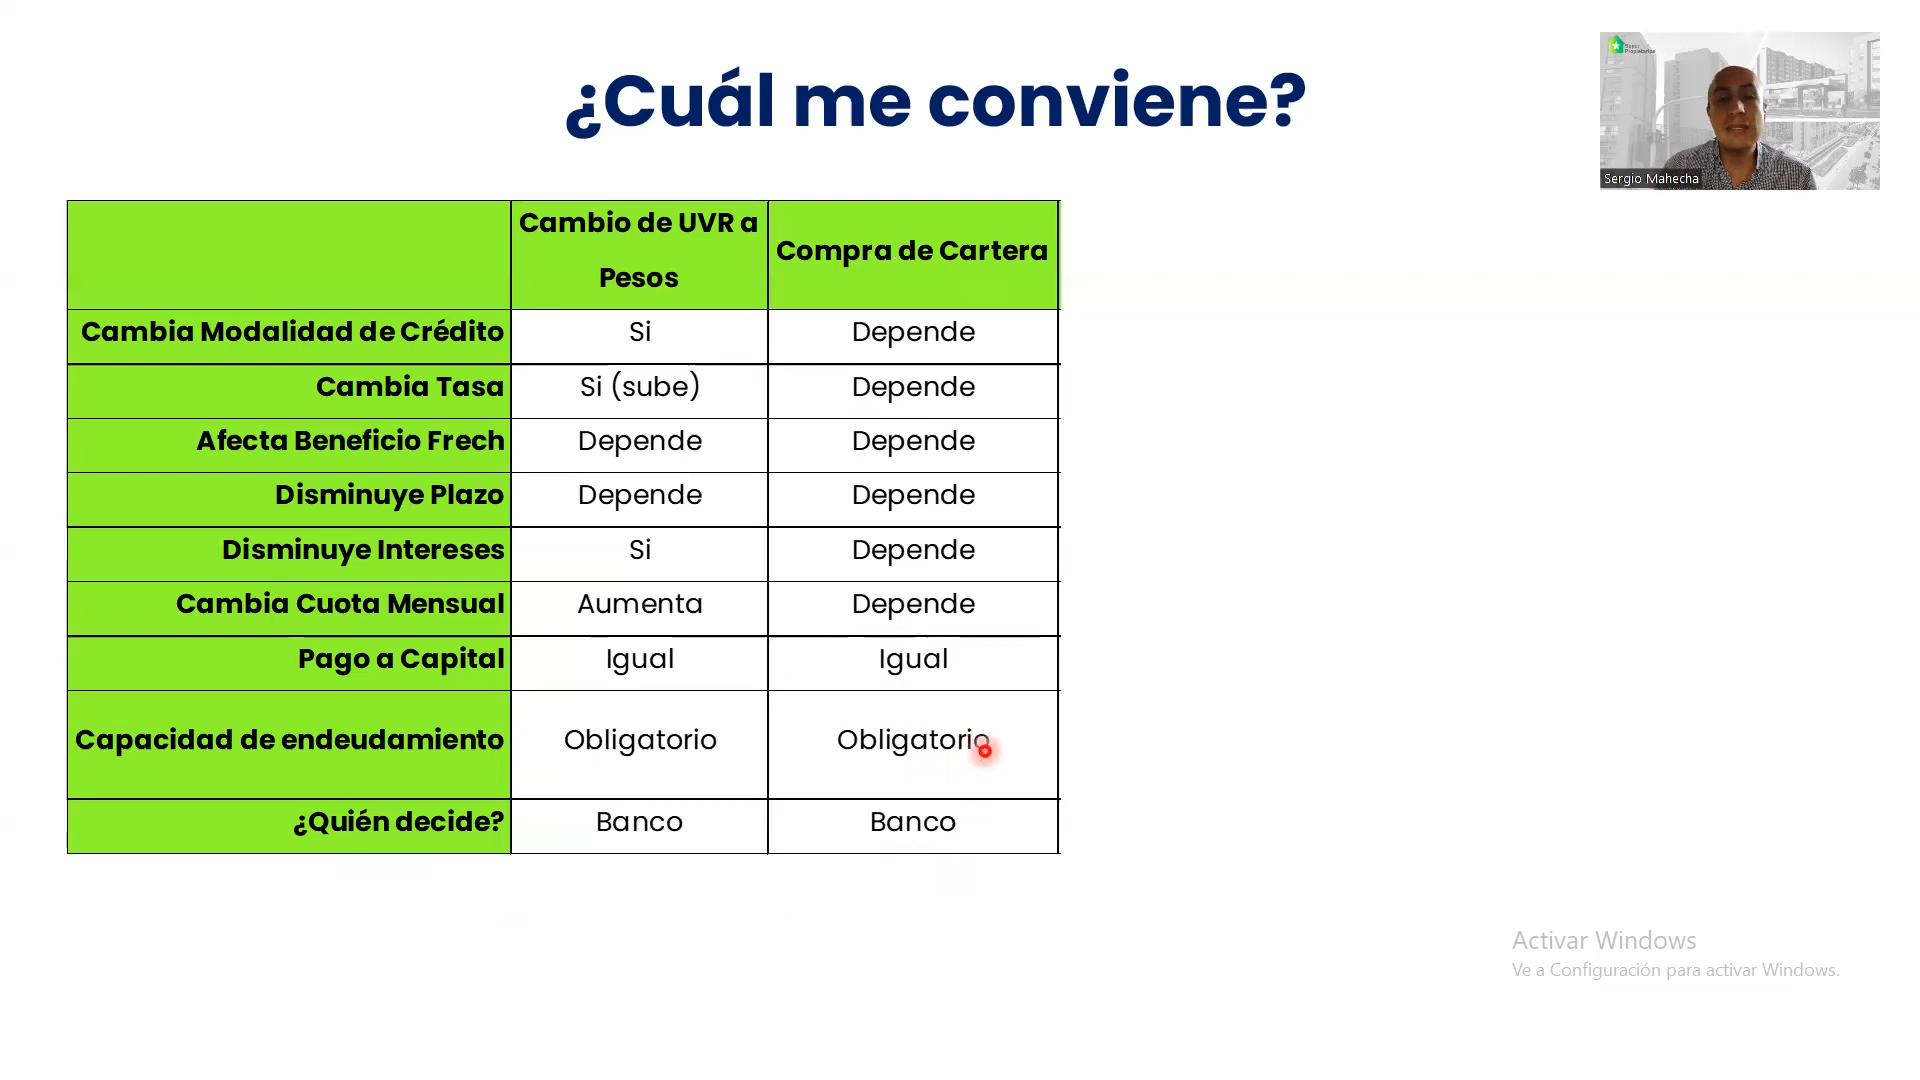 ¿Cuál me conviene?
Super
Propietarios
Sergio Mahecha
Cambio de UVR a
Pesos
Compra de Cartera
Cambia Modalidad de Crédito Si Depende
Cambia Tasa Si (sube) Depende
Afecta Beneficio Frech Depende Depende
Disminuye Plazo Depende Depende
Disminuye Intereses Si Depende
Cambia Cuota Mensual Aumenta Depende
Pago a Capital Igual Igual
Capacidad de endeudamiento Obligatorio Obligatorio
¿Quién decide? Banco Banco
Activar Windows
Ve a Configuración para activar Windows.